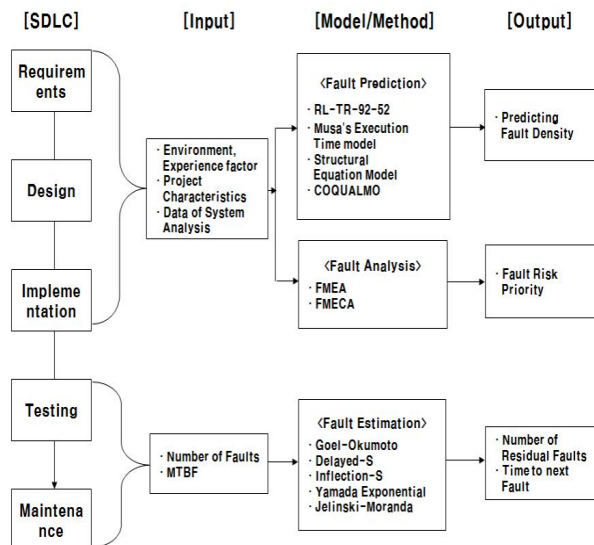 [SDLC]
[Input]
[Model/Method]
[Output]
Requirem
ents
Design
Impleme
ntation
Testing
Maintena
nce
· Environment,
Experience factor
· Project
Characteristics
· Data of System
Analysis
· Number of Faults
· MTBF
<Fault Prediction>
· RL-TR-92-52
· Musa's Execution
Time model
· Structural
Equation Model
· COQUALMO
<Fault Analysis>
· FMEA
· FMECA
<Fault Estimation>
· Goel-Okumoto
· Delayed-S
· Inflection-S
· Yamada Exponential
· Jelinski-Moranda
· Predicting
Fault Density
· Fault Risk
Priority
· Number of
Residual Faults
· Time to next
Fault